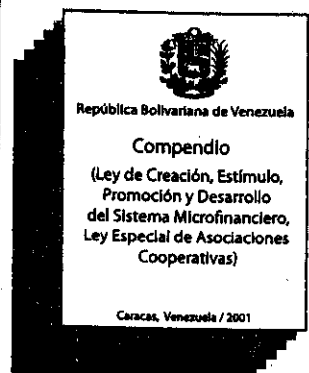 República Bolivariana de Venezuela
Compendio
(Ley de Creación, Estímulo,
Promoción y Desarrollo
del Sistema Microfinanciero,
Ley Especial de Asociaciones
Cooperativas)
Caracas, Venezuela / 2001